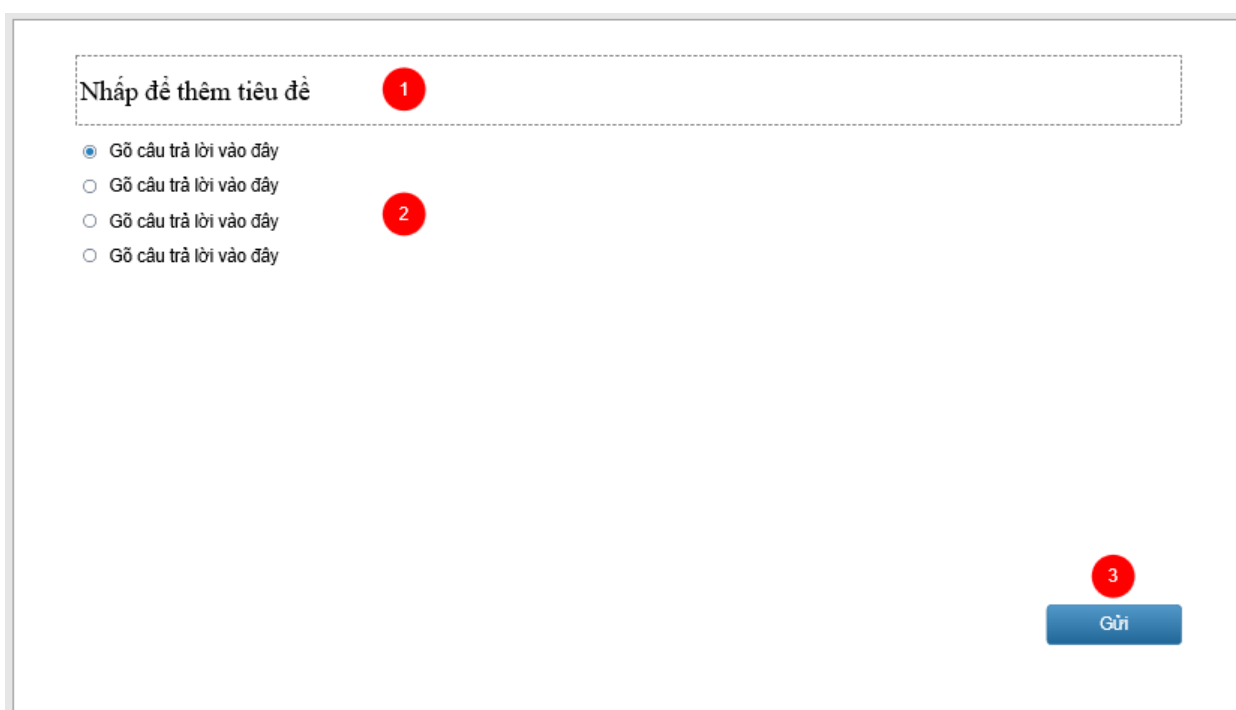 Nhấp để thêm tiêu đề 1
Gõ câu trả lời vào đây
Gõ câu trả lời vào đây
Gõ câu trả lời vào đây 2
Gõ câu trả lời vào đây
3
Gửi